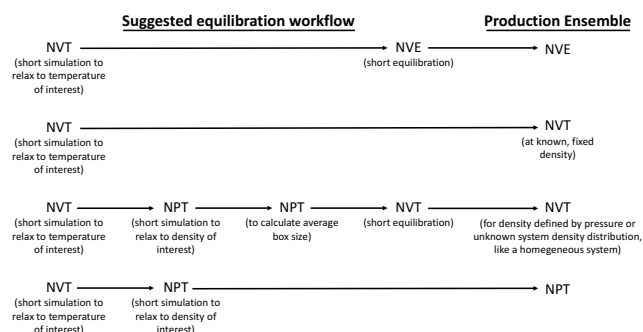 Suggested equilibration workflow
Production Ensemble
NVT
NVE
NVE
(short simulation to
relax to temperature
of interest)
(short equilibration)
NVT
NVT
(short simulation to
relax to temperature
of interest)
(at known, fixed
density)
NVT
NPT
NPT
NVT
NVT
(short simulation to
relax to temperature
of interest)
(short simulation to
relax to density of
interest)
(to calculate average
box size)
(short equilibration)
(for density defined by pressure or
unknown system density distribution,
like a homegeneous system)
NVT
NPT
NPT
(short simulation to
relax to temperature
of interest)
(short simulation to
relax to density of
interest)